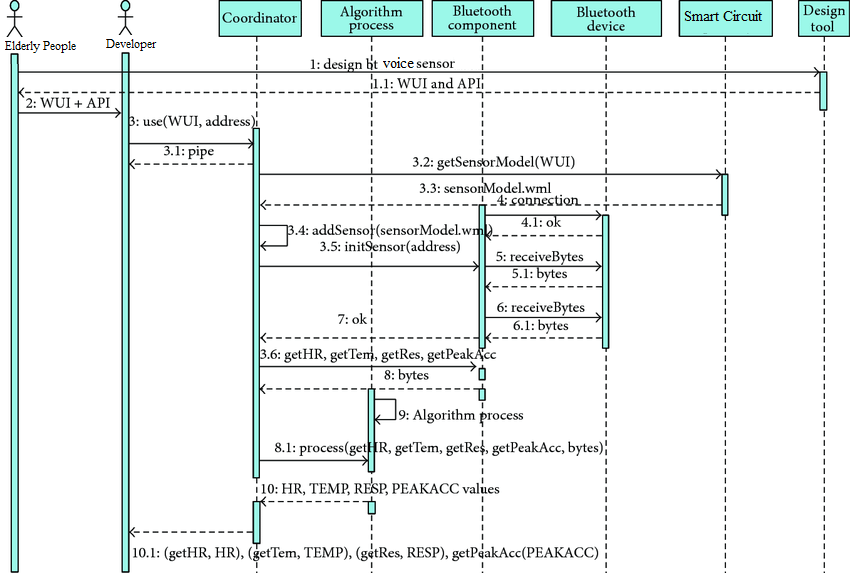 Elderly People
Developer
Coordinator
Algorithm
process
Bluetooth
component
Bluetooth
device
Smart Circuit
Design
tool
1: design bt voice sensor
1.1: WUI and API
2: WUI + API
3: use(WUI, address)
3.1: pipe
3.2: getSensorModel(WUI)
3.3: sensorModel.wml
4: connection
4.1: ok
3.4: addSensor(sensorModel.wml)
3.5: initSensor(address)
5: receiveBytes
5.1: bytes
6: receiveBytes
6.1: bytes
7: ok
3.6: getHR, getTem, getRes, getPeakAcc
8: bytes
9: Algorithm process
8.1: process(getHR, getTem, getRes, getPeakAcc, bytes)
10: HR, TEMP, RESP, PEAKACC values
10.1: (getHR, HR), (getTem, TEMP), (getRes, RESP), getPeakAcc(PEAKACC)